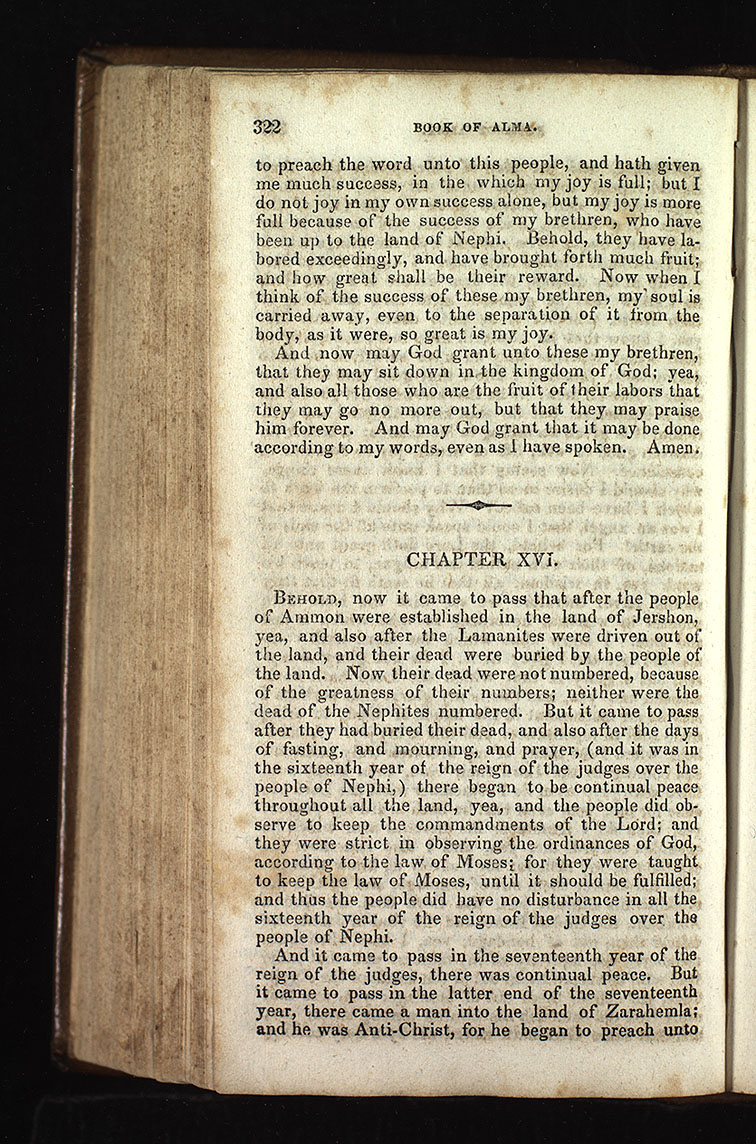 322 BOOK OF ALMA.
to preach the word unto this people, and hath given
me much success, in the which my joy is full; but I
do not joy in my own success alone, but my joy is more
full because of the success of my brethren, who have
been up to the land of Nephi. Behold, they have la-
bored exceedingly, and have brought forth much fruit;
and how great shall be their reward. Now when I
think of the success of these my brethren, my soul is
carried away, even to the separation of it from the
body, as it were, so great is my joy.
And now may God grant unto these my brethren,
that they may sit down in the kingdom of God; yea,
and also all those who are the fruit of their labors that
they may go no more out, but that they may praise
him forever. And may God grant that it may be done
according to my words, even as I have spoken. Amen.
CHAPTER XVI.
BEHOLD, now it came to pass that after the people
of Ammon were established in the land of Jershon,
yea, and also after the Lamanites were driven out of
the land, and their dead were buried by the people of
the land. Now their dead were not numbered, because
of the greatness of their numbers; neither were the
dead of the Nephites numbered. But it came to pass
after they had buried their dead, and also after the days
of fasting, and mourning, and prayer, (and it was in
the sixteenth year of the reign of the judges over the
people of Nephi,) there began to be continual peace
throughout all the land, yea, and the people did ob-
serve to keep the commandments of the Lord; and
they were strict in observing the ordinances of God,
according to the law of Moses; for they were taught
to keep the law of Moses, until it should be fulfilled;
and thus the people did have no disturbance in all the
sixteenth year of the reign of the judges over the
people of Nephi.
And it came to pass in the seventeenth year of the
reign of the judges, there was continual peace. But
it came to pass in the latter end of the seventeenth
year, there came a man into the land of Zarahemla;
and he was Anti-Christ, for he began to preach unto